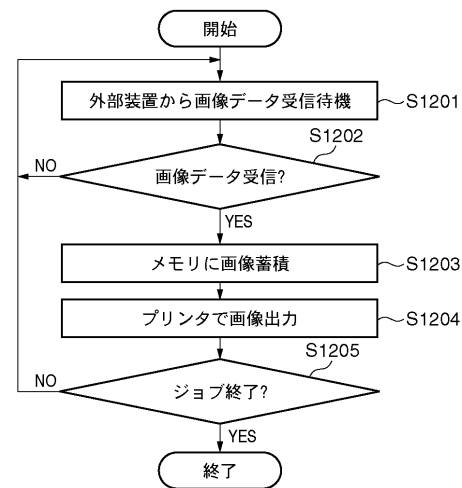 開始
外部装置から画像データ受信待機
S1201
S1202
画像データ受信?
NO
YES
メモリに画像蓄積
S1203
プリンタで画像出力
S1204
S1205
ジョブ終了?
NO
YES
終了